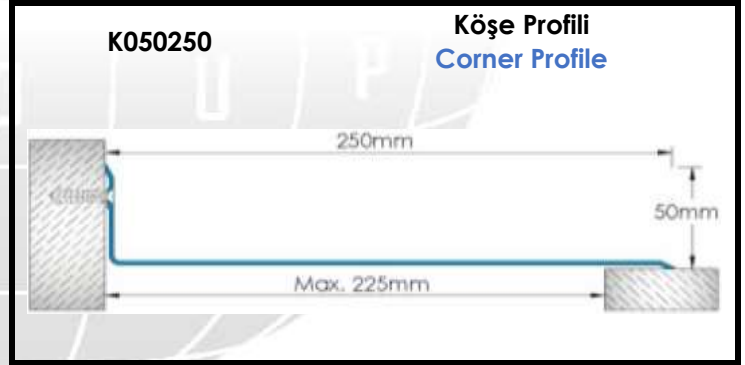 K050250
Köşe Profili
Corner Profile
250mm
50mm
Max. 225mm